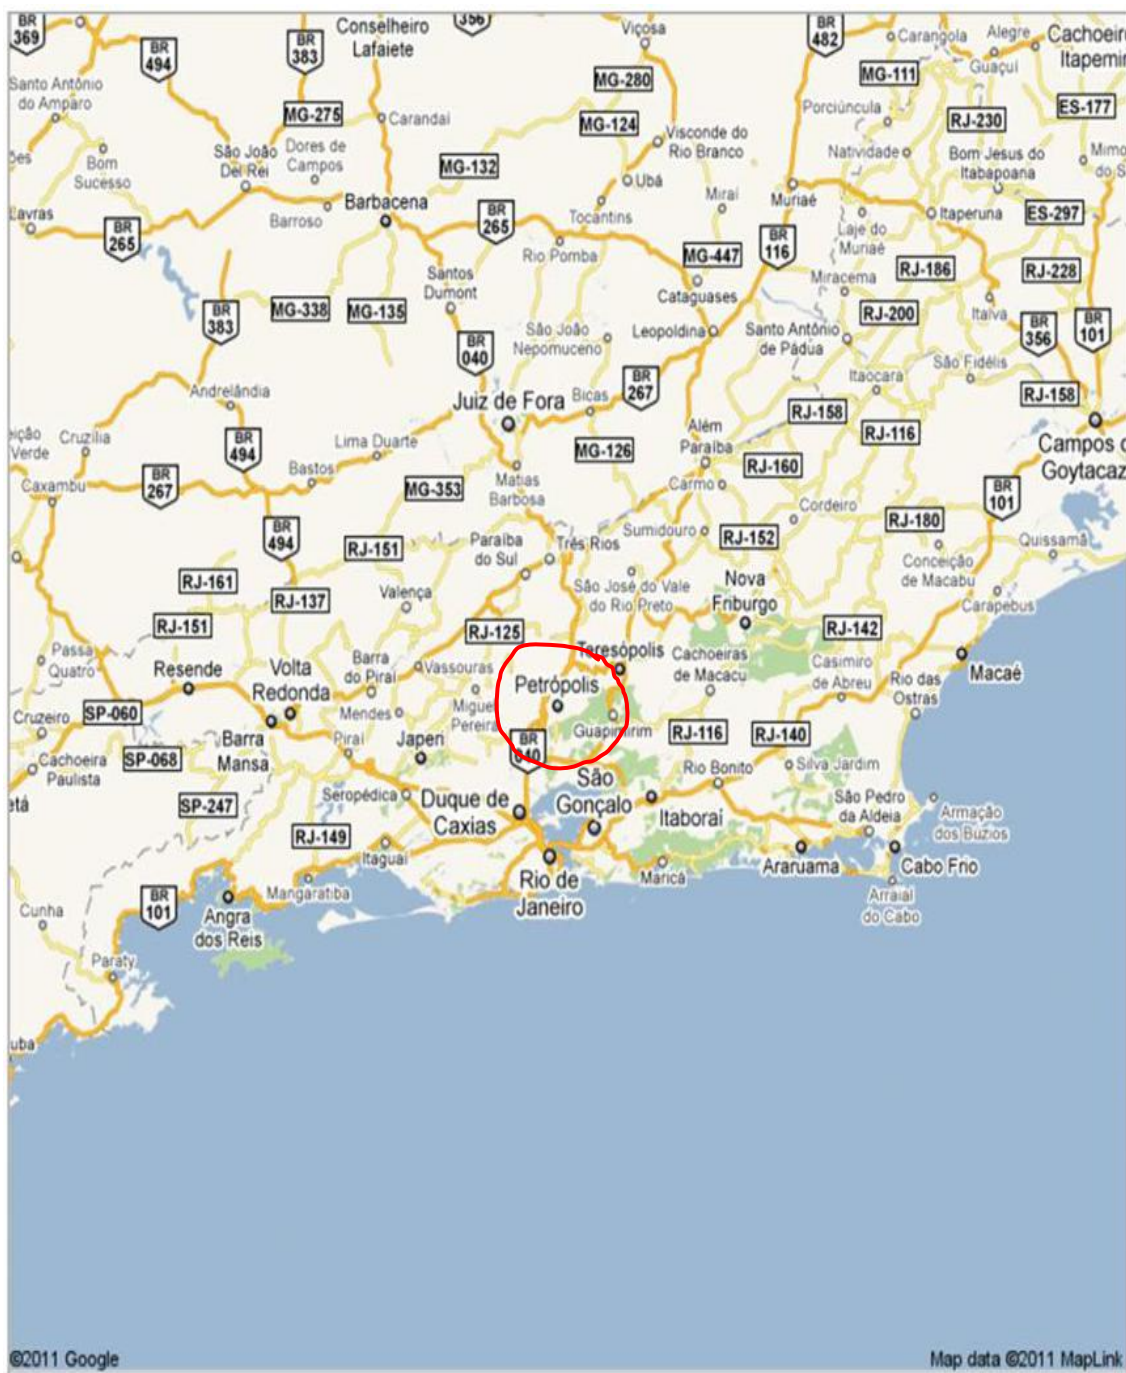 BR
369
BR
494
BR
383
Conselheiro
Lafaiete
356
Viçosa
BR
482
Carangola
Alegre
Guaçuí
Santo Antônio
do Amparo
MG-275
Carandaí
MG-280
MG-111
MG-124
Porciúncula
RJ-230
ES-177
Bom
Sucesso
São João
Del Rei
Dores de
Campos
MG-132
Visconde do
Rio Branco
Natividade
Bom Jesus do
Itabapoana
Ubá
Lavras
BR
265
Barroso
Barbacena
BR
265
Tocantins
Miraí
Muriaé
Itaperuna
ES-297
Laje do
Muriaé
BR
116
Rio Pomba
MG-447
Santos
Dumont
Cataguases
Miracema
RJ-186
RJ-228
MG-338
MG-135
BR
383
São João
Nepomuceno
Leopoldina
RJ-200
Italva
BR
356
BR
101
Santo Antônio
de Pádua
BR
040
São Fidélis
Andrelândia
BR
267
Itaocara
RJ-158
Juiz de Fora
Bicas
RJ-158
RJ-116
Cruzília
BR
494
Lima Duarte
MG-126
Além
Paraíba
RJ-160
Bastos
Matias
Barbosa
MG-353
Carmo
Caxambu
BR
267
BR
101
Cordeiro
RJ-180
BR
494
RJ-151
Paraíba
do Sul
Três Rios
Sumidouro
RJ-152
Conceição
de Macabu
Quissamã
RJ-161
RJ-137
Valença
São José do Vale
do Rio Preto
Nova
Friburgo
Carapebus
RJ-151
RJ-125
RJ-142
Passa
Quatro
Resende
Volta
Redonda
Barra
do Piraí
Vassouras
Teresópolis
Cachoeiras
de Macacu
Casimiro
de Abreu
Rio das
Ostras
Macaé
Petrópolis
SP-060
Cruzeiro
Mendes
Miguel
Pereira
Guapimirim
RJ-116
RJ-140
Barra
Mansa
SP-068
Piraí
Japeri
BR
040
Cachoeira
Paulista
Rio Bonito
Silva Jardim
São
Gonçalo
Seropédica
Duque de
Caxias
Itaboraí
São Pedro
da Aldeia
Armação
dos Búzios
SP-247
RJ-149
Itaguaí
Rio de
Janeiro
Maricá
Araruama
Cabo Frio
Arraial
do Cabo
BR
101
Mangaratiba
Angra
dos Reis
Cunha
Paraty
©2011 Google
Map data ©2011 MapLink